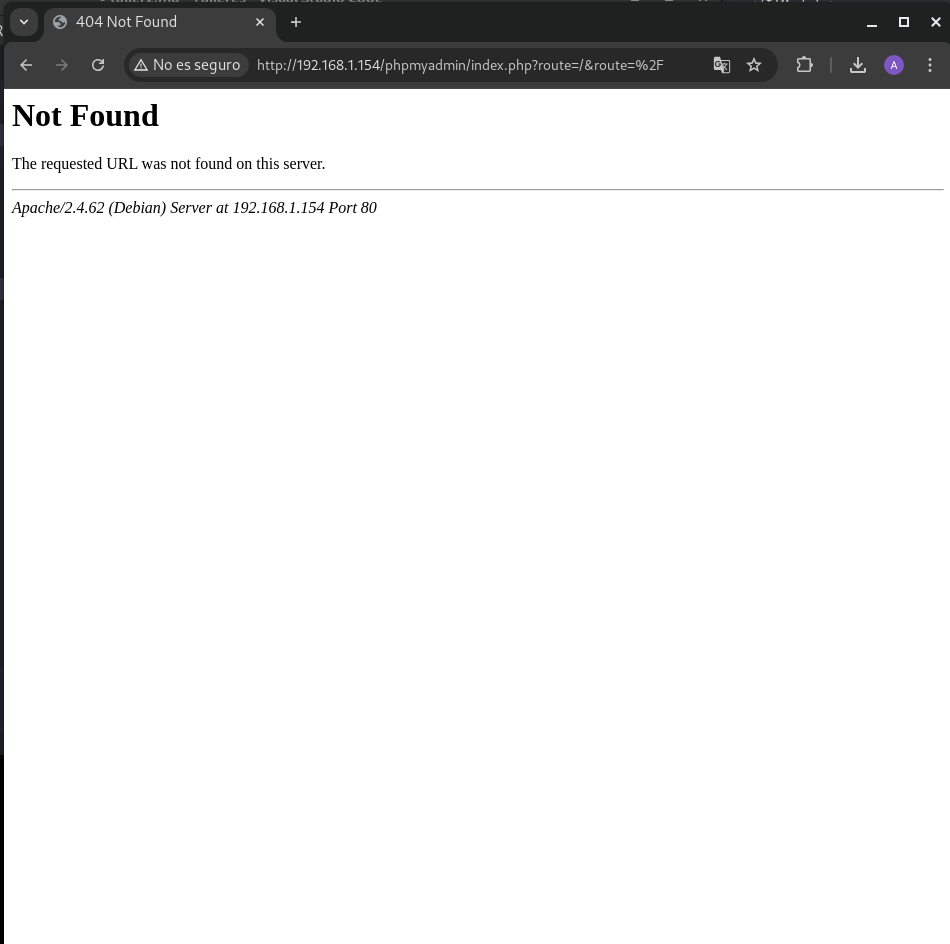 404 Not Found
No es seguro http://192.168.1.154/phpmyadmin/index.php?route=/&route=%2F A
Not Found
The requested URL was not found on this server.
Apache/2.4.62 (Debian) Server at 192.168.1.154 Port 80